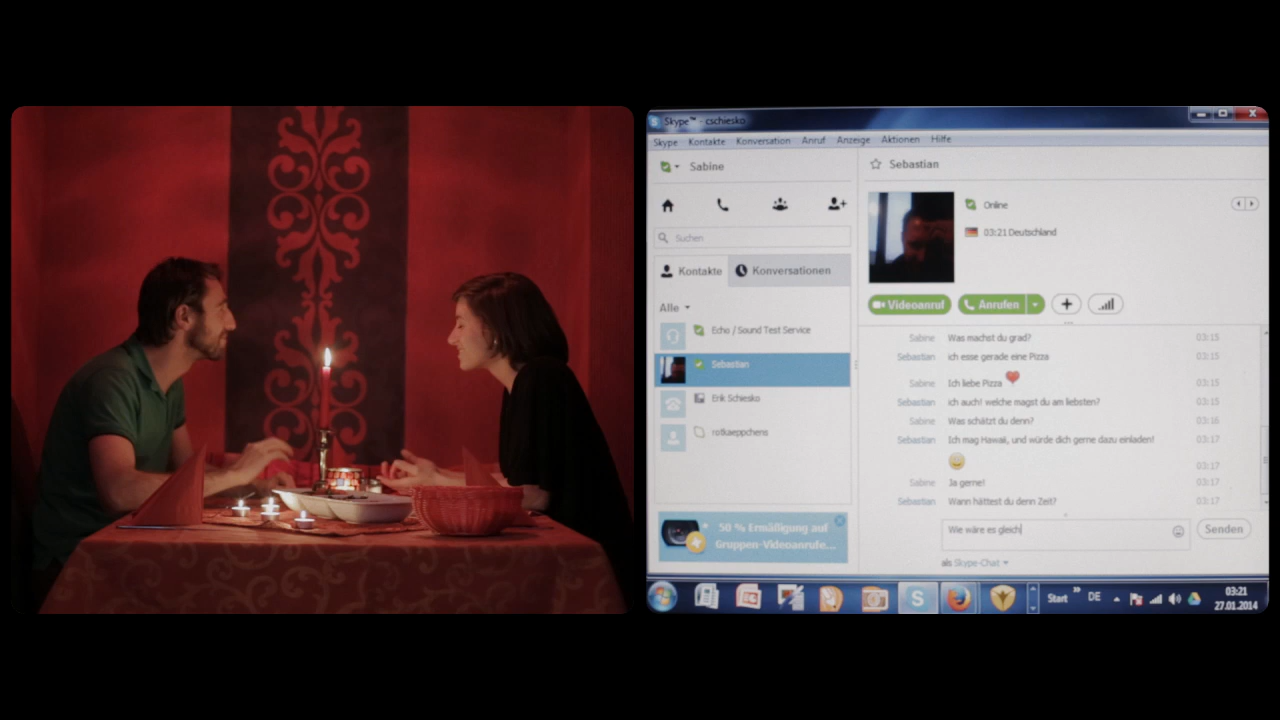 Skype™ - cschiesko
Skype Kontakte Konversation Anruf Anzeige Aktionen Hilfe
Sabine
Suchen
Kontakte
Konversationen
Alle
Echo / Sound Test Service
Sebastian
Erik Schiesko
rotkaeppchens
50 % Ermäßigung auf
Gruppen-Videoanrufe...
Sebastian
Online
03:21 Deutschland
Videoanruf
Anrufen
Sabine Was machst du grad? 03:15
Sebastian ich esse gerade eine Pizza 03:15
Sabine Ich liebe Pizza 03:15
Sebastian ich auch! welche magst du am liebsten? 03:15
Sabine Was schätzt du denn? 03:16
Sebastian Ich mag Hawaii, und würde dich gerne dazu einladen! 03:17
03:17
Sabine Ja gerne! 03:17
Sebastian Wann hättest du denn Zeit? 03:17
Wie wäre es gleich
Senden
als Skype-Chat
Start DE 03:21
27.01.2014